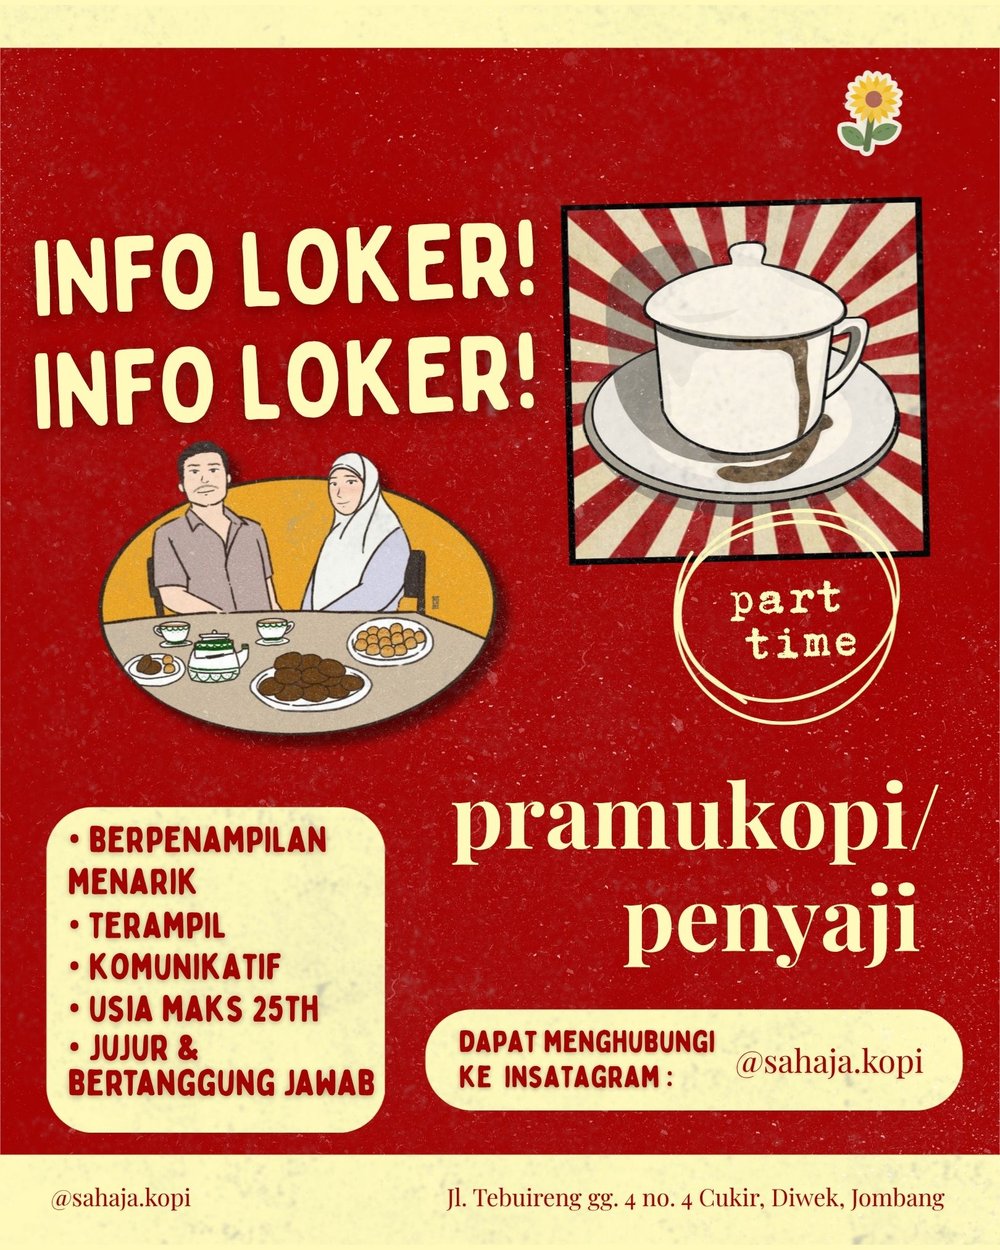 INFO LOKER!
INFO LOKER!
part
time
pramukopi/
penyaji
• BERPENAMPILAN
MENARIK
• TERAMPIL
• KOMUNIKATIF
• USIA MAKS 25TH
• JUJUR &
BERTANGGUNG JAWAB
DAPAT MENGHUBUNGI
KE INSATAGRAM :
@sahaja.kopi
@sahaja.kopi
Jl. Tebuireng gg. 4 no. 4 Cukir, Diwek, Jombang